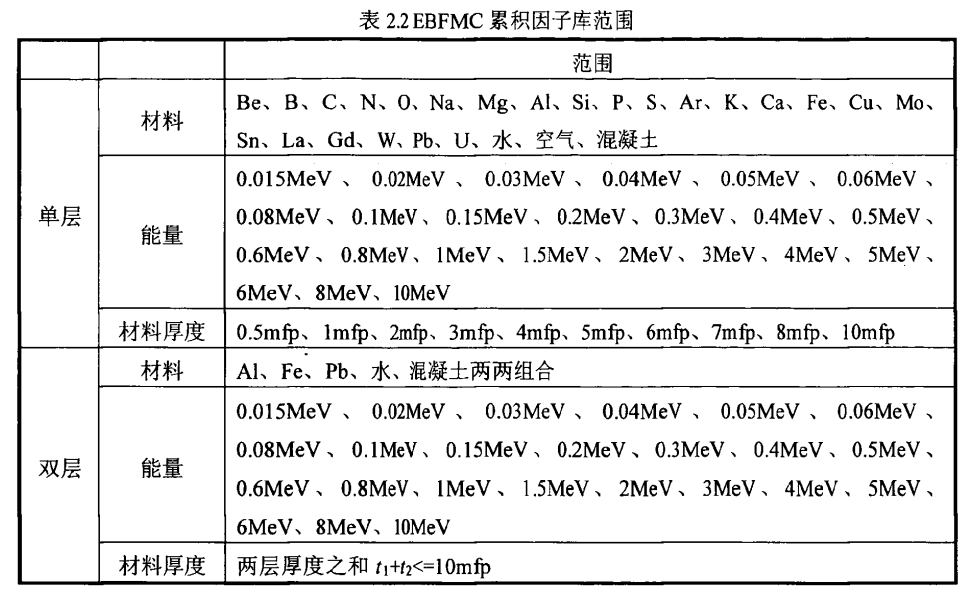 表 2.2 EBFMC 累积因子库范围
范围
单层
材料
Be、B、C、N、O、Na、Mg、Al、Si、P、S、Ar、K、Ca、Fe、Cu、Mo、
Sn、La、Gd、W、Pb、U、水、空气、混凝土
能量
0.015MeV 、 0.02MeV 、 0.03MeV 、 0.04MeV 、 0.05MeV 、 0.06MeV 、
0.08MeV、0.1MeV、0.15MeV、0.2MeV、0.3MeV、0.4MeV、0.5MeV、
0.6MeV 、 0.8MeV、 1MeV 、 1.5MeV 、 2MeV 、 3MeV 、 4MeV 、 5MeV 、
6MeV、8MeV、10MeV
材料厚度
0.5mfp、1mfp、2mfp、3mfp、4mfp、5mfp、6mfp、7mfp、8mfp、10mfp
双层
材料
Al、Fe、Pb、水、混凝土两两组合
能量
0.015MeV 、 0.02MeV 、 0.03MeV 、 0.04MeV 、 0.05MeV 、 0.06MeV 、
0.08MeV、0.1MeV、0.15MeV、0.2MeV、0.3MeV、0.4MeV、0.5MeV、
0.6MeV 、 0.8MeV、 1MeV 、 1.5MeV 、 2MeV 、 3MeV 、 4MeV 、 5MeV 、
6MeV、8MeV、10MeV
材料厚度
两层厚度之和 t₁+t₂<=10mfp